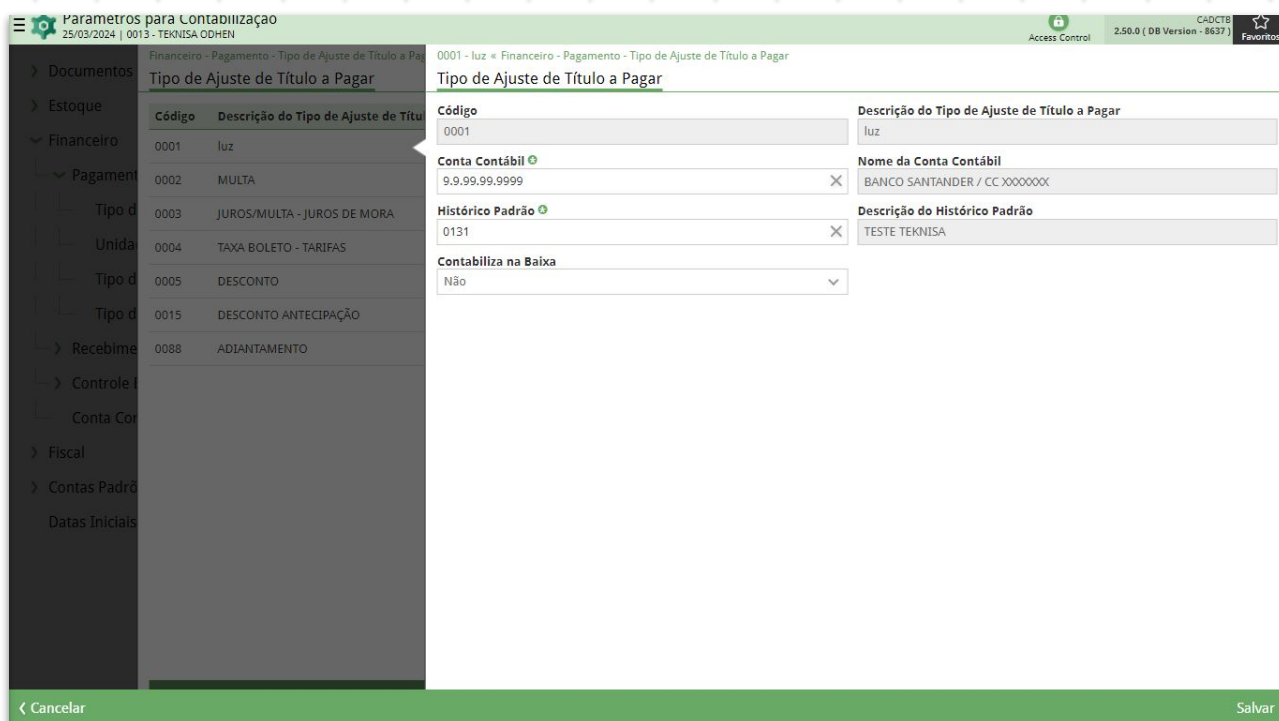 Parâmetros para Contabilização
25/03/2024 | 0013 - TEKNISA ODHEN
Access Control
CADCTB
2.50.0 ( DB Version - 8637 )
Favoritos
Documentos
Estoque
Financeiro
Pagament
Tipo d
Unida
Tipo d
Tipo d
Recebime
Controle
Conta Cor
Fiscal
Contas Padrõ
Datas Iniciais
Financeiro - Pagamento - Tipo de Ajuste de Título a Pag
Tipo de Ajuste de Título a Pagar
Código Descrição do Tipo de Ajuste de Títul
0001 luz
0002 MULTA
0003 JUROS/MULTA - JUROS DE MORA
0004 TAXA BOLETO - TARIFAS
0005 DESCONTO
0015 DESCONTO ANTECIPAÇÃO
0088 ADIANTAMENTO
0001 - luz « Financeiro - Pagamento - Tipo de Ajuste de Título a Pagar
Tipo de Ajuste de Título a Pagar
Código
0001
Descrição do Tipo de Ajuste de Título a Pagar
luz
Conta Contábil
9.9.99.99.9999
Nome da Conta Contábil
BANCO SANTANDER / CC XXXXXXX
Histórico Padrão
0131
Descrição do Histórico Padrão
TESTE TEKNISA
Contabiliza na Baixa
Não
Cancelar
Salvar